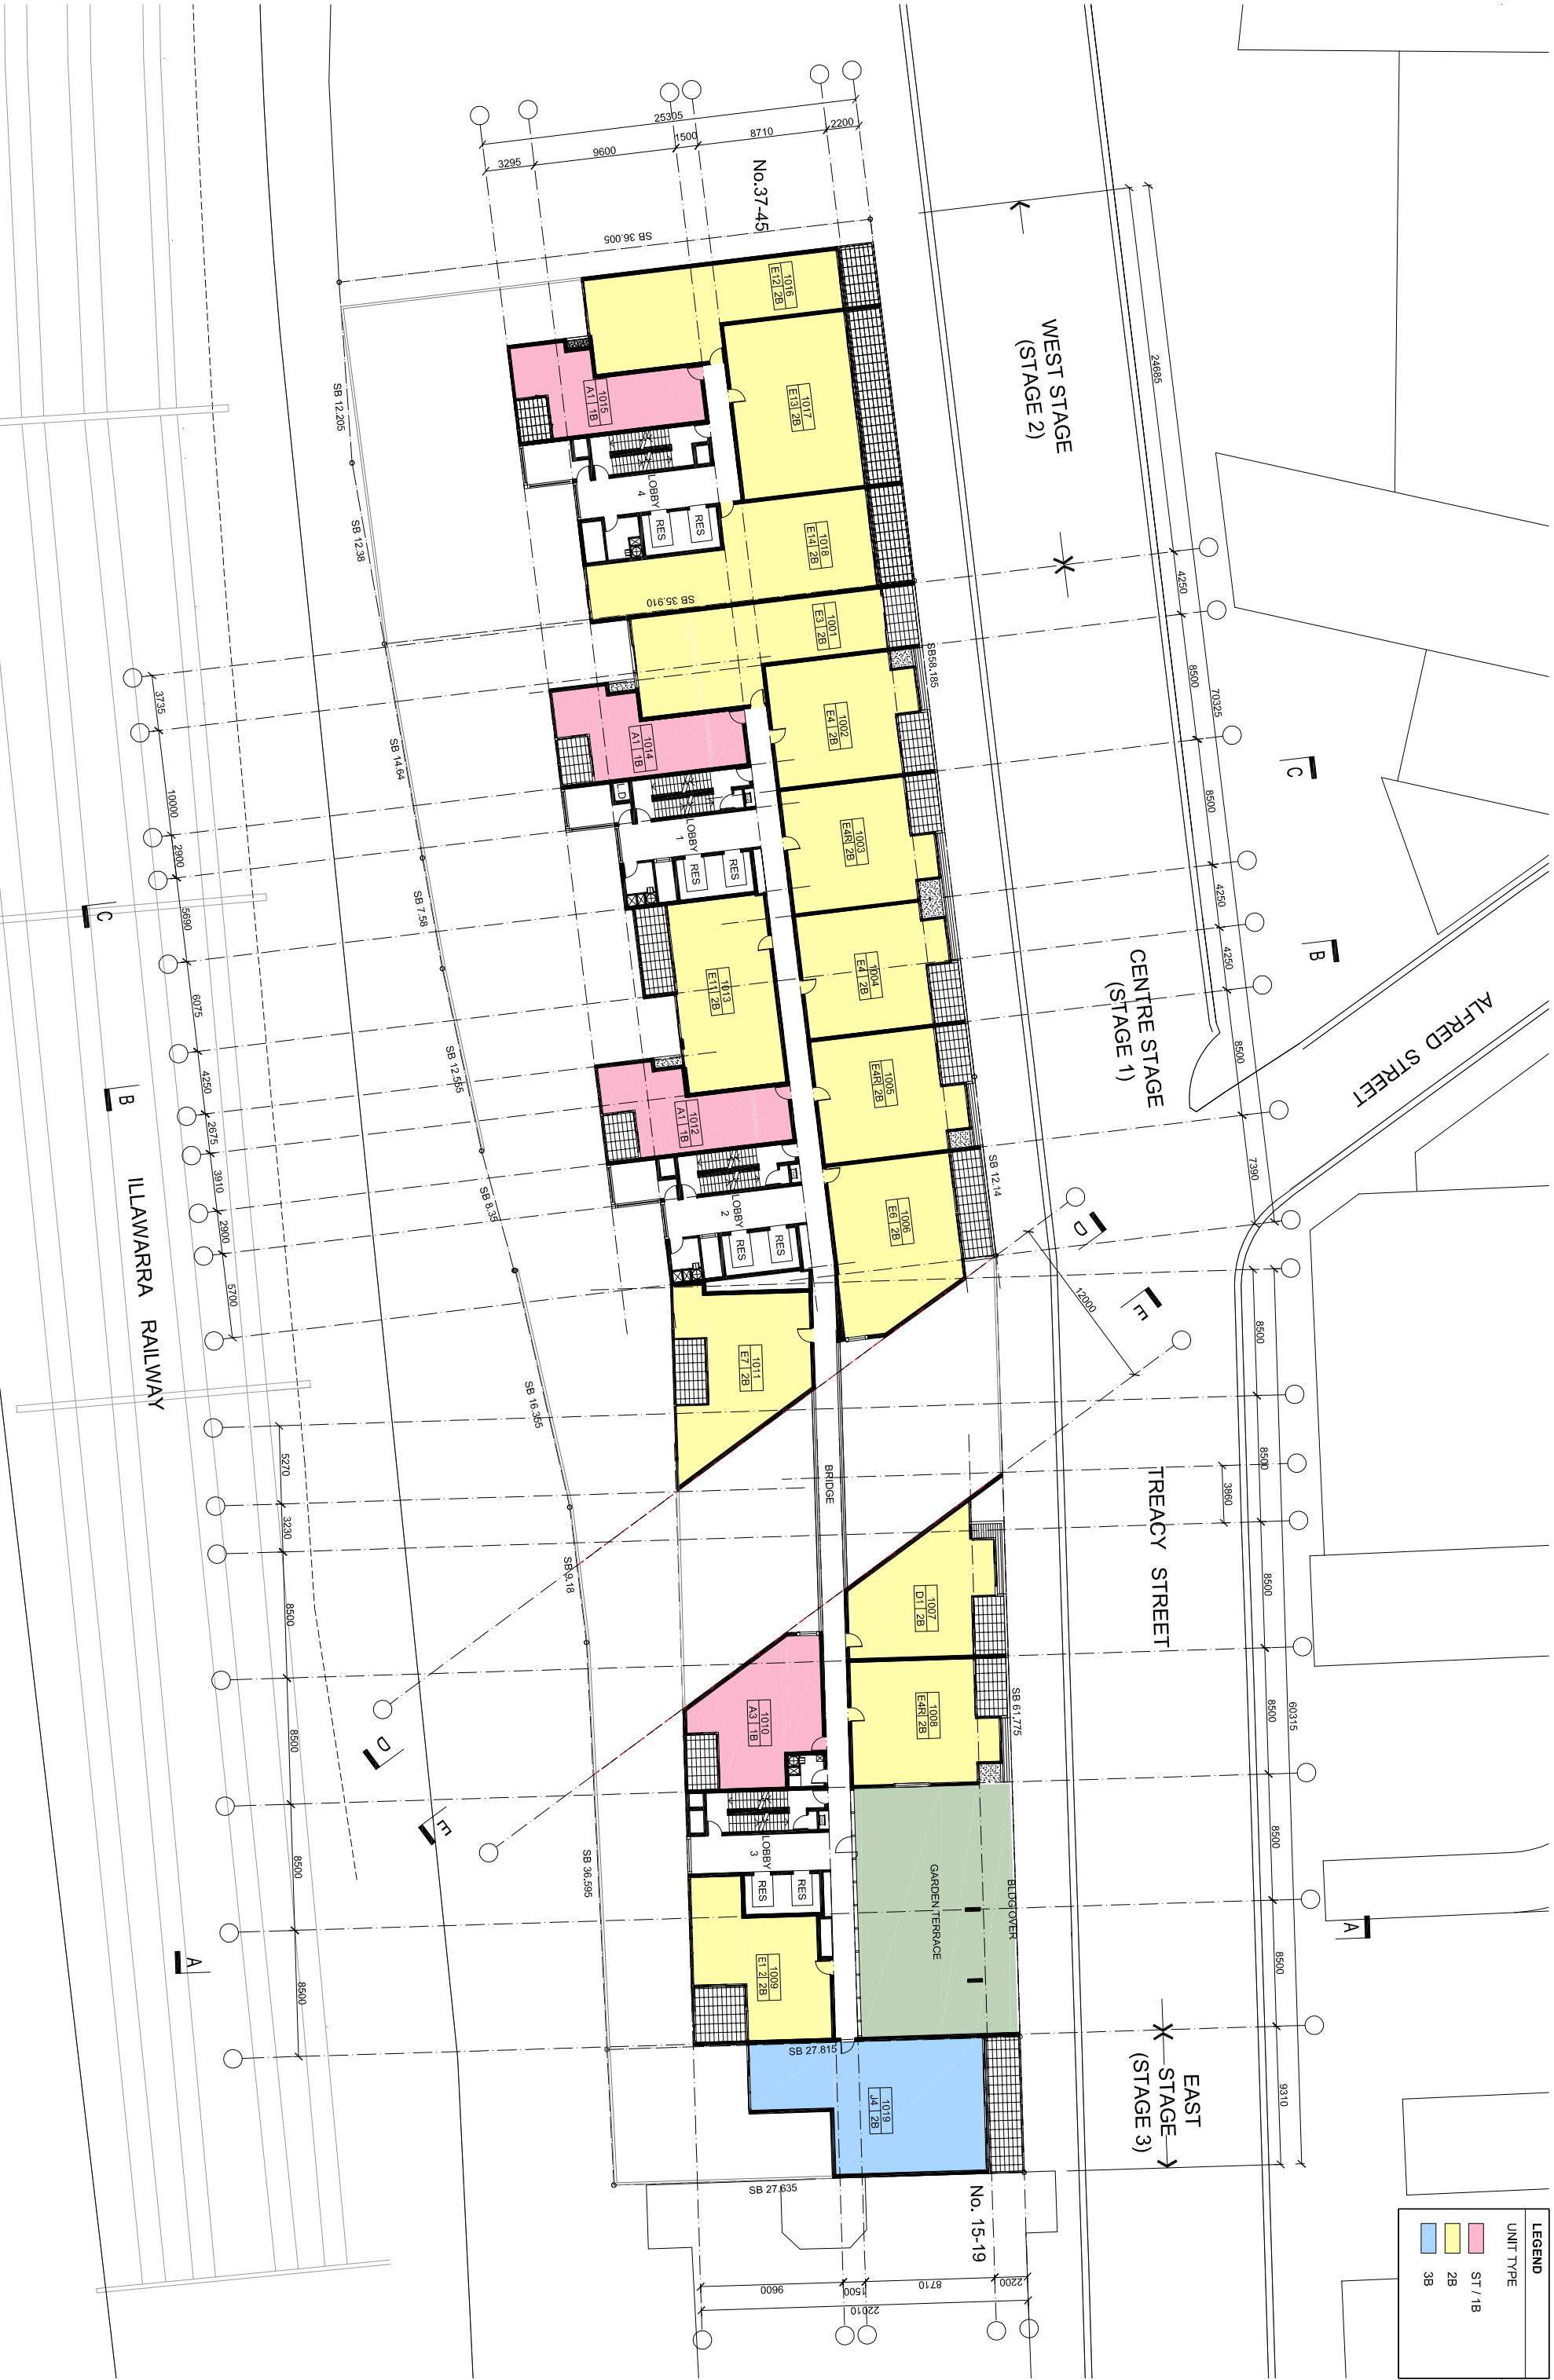 LEGEND
UNIT TYPE
ST / 1B
2B
3B
WEST STAGE
(STAGE 2)
CENTRE STAGE
(STAGE 1)
EAST
STAGE
(STAGE 3)
ALFRED STREET
TREACY STREET
ILLAWARRA RAILWAY
No.37-45
No. 15-19
25305
3295
9600
1500
8710
2200
24685
4250
8500
70325
8500
4250
4250
8500
7390
12000
8500
8500
3860
8500
8500
60315
8500
8500
9310
SB 36.005
SB58.185
SB 12.14
SB 61.775
SB 35.910
SB 27.815
SB 27.635
1016
E12 2B
1017
E13 2B
1018
E14 2B
1001
E3 2B
1002
E4 2B
1003
E4R 2B
1004
E4 2B
1005
E4R 2B
1006
E6 2B
1007
D1 2B
1008
E4R 2B
GARDEN TERRACE
BLDG OVER
1019
J4 2B
1015
A1 1B
LOBBY
4
RES
RES
1014
A1 1B
LD
LOBBY
1
RES
RES
1013
E11 2B
1012
A1 1B
LOBBY
2
RES
RES
1011
E7 2B
BRIDGE
1010
A3 1B
LOBBY
3
RES
RES
1009
E1 2 2B
SB 12.205
SB 12.38
SB 14.64
SB 7.58
SB 12.555
SB 8.35
SB 16.355
SB 9.18
SB 36.595
3735
10000
2900
5690
6075
4250
2675
3910
2900
5700
5270
3230
8500
8500
8500
8500
9600
1500
8710
2200
22010
C
C
B
B
D
D
E
E
A
A